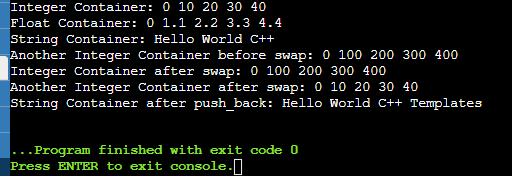 Integer Container: 0 10 20 30 40
Float Container: 0 1.1 2.2 3.3 4.4
String Container: Hello World C++
Another Integer Container before swap: 0 100 200 300 400
Integer Container after swap: 0 100 200 300 400
Another Integer Container after swap: 0 10 20 30 40
String Container after push_back: Hello World C++ Templates
...Program finished with exit code 0
Press ENTER to exit console.